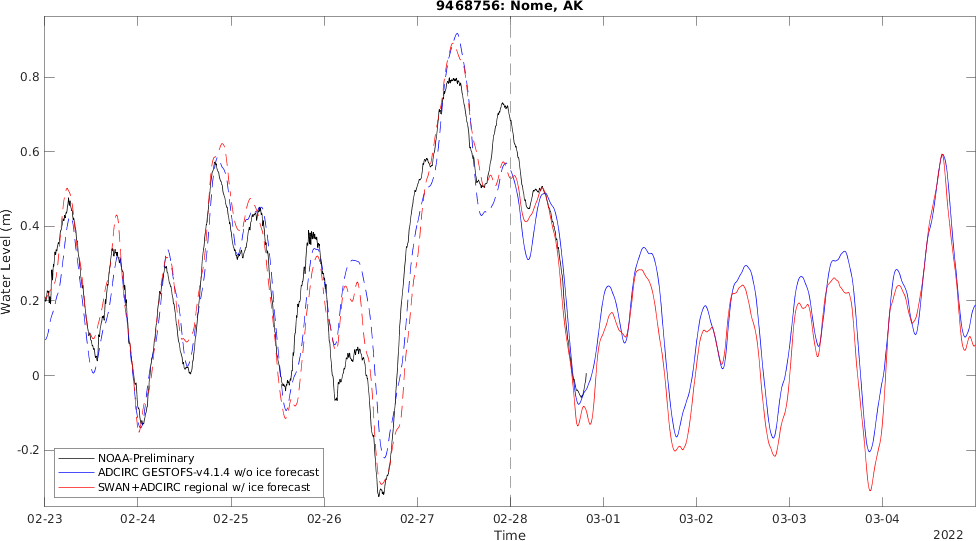 9468756: Nome, AK
Water Level (m)
0.8
0.6
0.4
0.2
0
-0.2
NOAA-Preliminary
ADCIRC GESTOFS-v4.1.4 w/o ice forecast
SWAN+ADCIRC regional w/ ice forecast
02-23 02-24 02-25 02-26 02-27 02-28 03-01 03-02 03-03 03-04
Time
2022